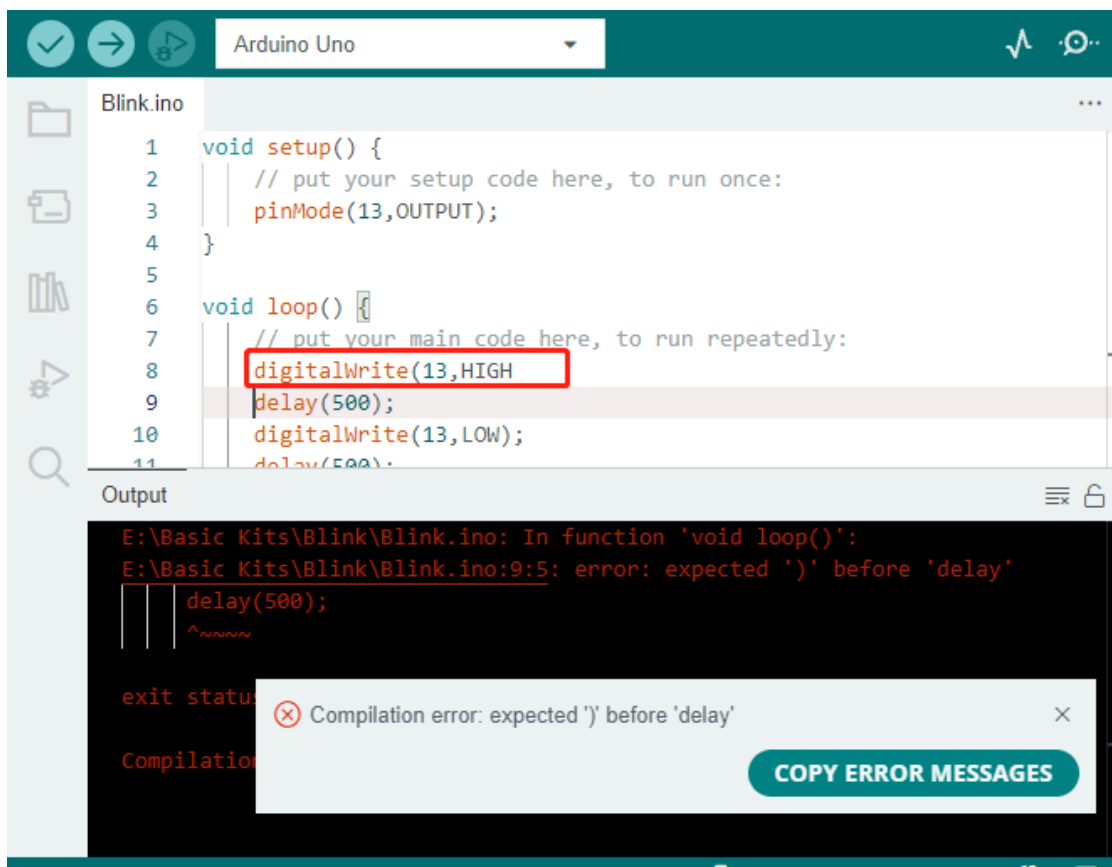 Arduino Uno
Blink.ino
1 void setup() {
2 // put your setup code here, to run once:
3 pinMode(13,OUTPUT);
4 }
5
6 void loop() {
7 // put your main code here, to run repeatedly:
8 digitalWrite(13,HIGH
9 delay(500);
10 digitalWrite(13,LOW);
11 delay(500);
Output
E:\Basic Kits\Blink\Blink.ino: In function 'void loop()':
E:\Basic Kits\Blink\Blink.ino:9:5: error: expected ')' before 'delay'
delay(500);
^~~~~
exit status
Compilation error: expected ')' before 'delay'
Compilation
COPY ERROR MESSAGES